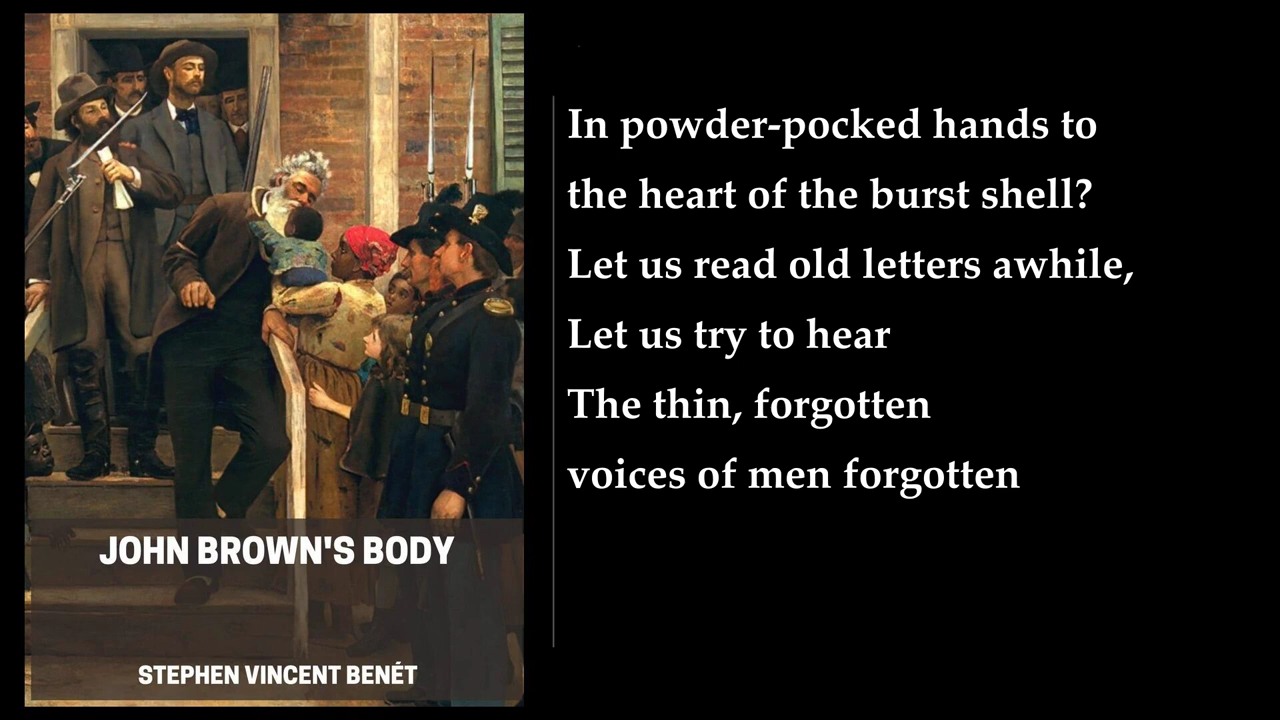 In powder-pocked hands to
the heart of the burst shell?
Let us read old letters awhile,
Let us try to hear
The thin, forgotten
voices of men forgotten
JOHN BROWN'S BODY
STEPHEN VINCENT BENÉT